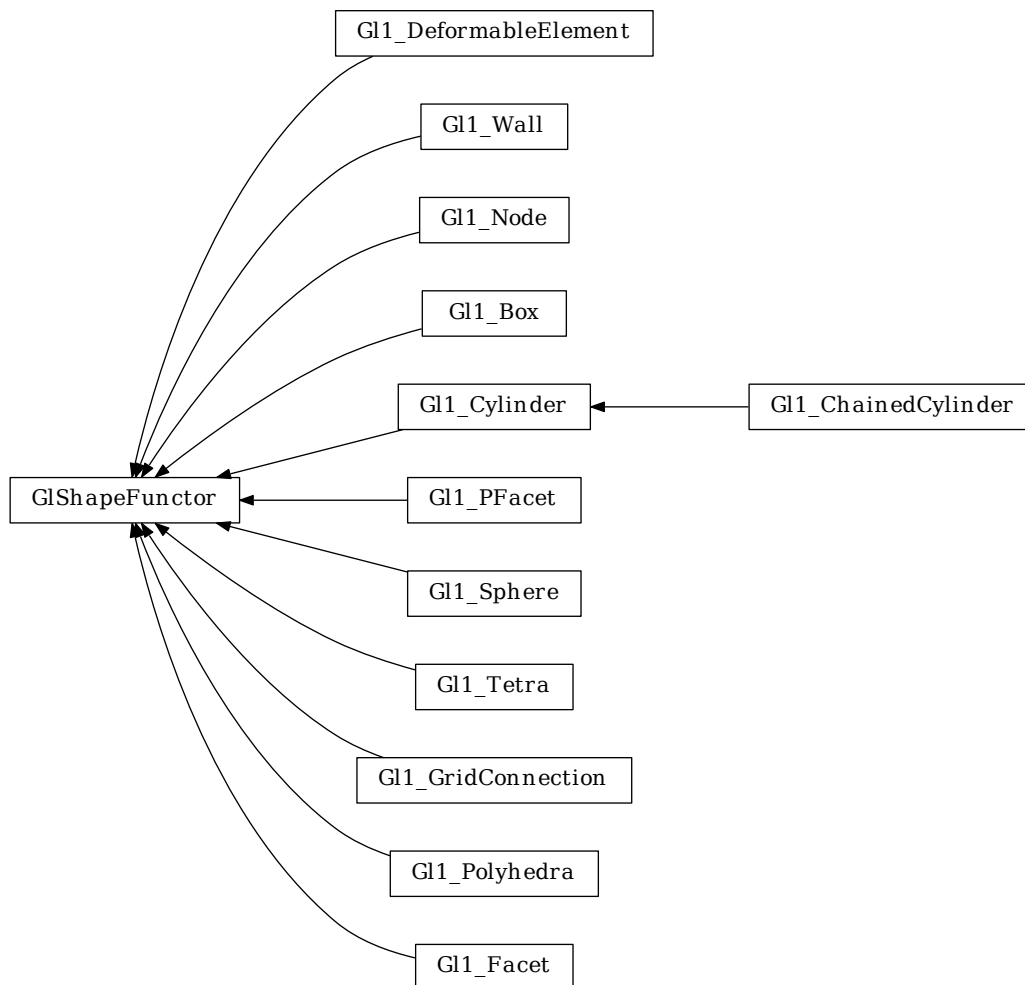 Gl1_DeformableElement
Gl1_Wall
Gl1_Node
Gl1_Box
Gl1_Cylinder
Gl1_ChainedCylinder
GlShapeFunctor
Gl1_PFacet
Gl1_Sphere
Gl1_Tetra
Gl1_GridConnection
Gl1_Polyhedra
Gl1_Facet